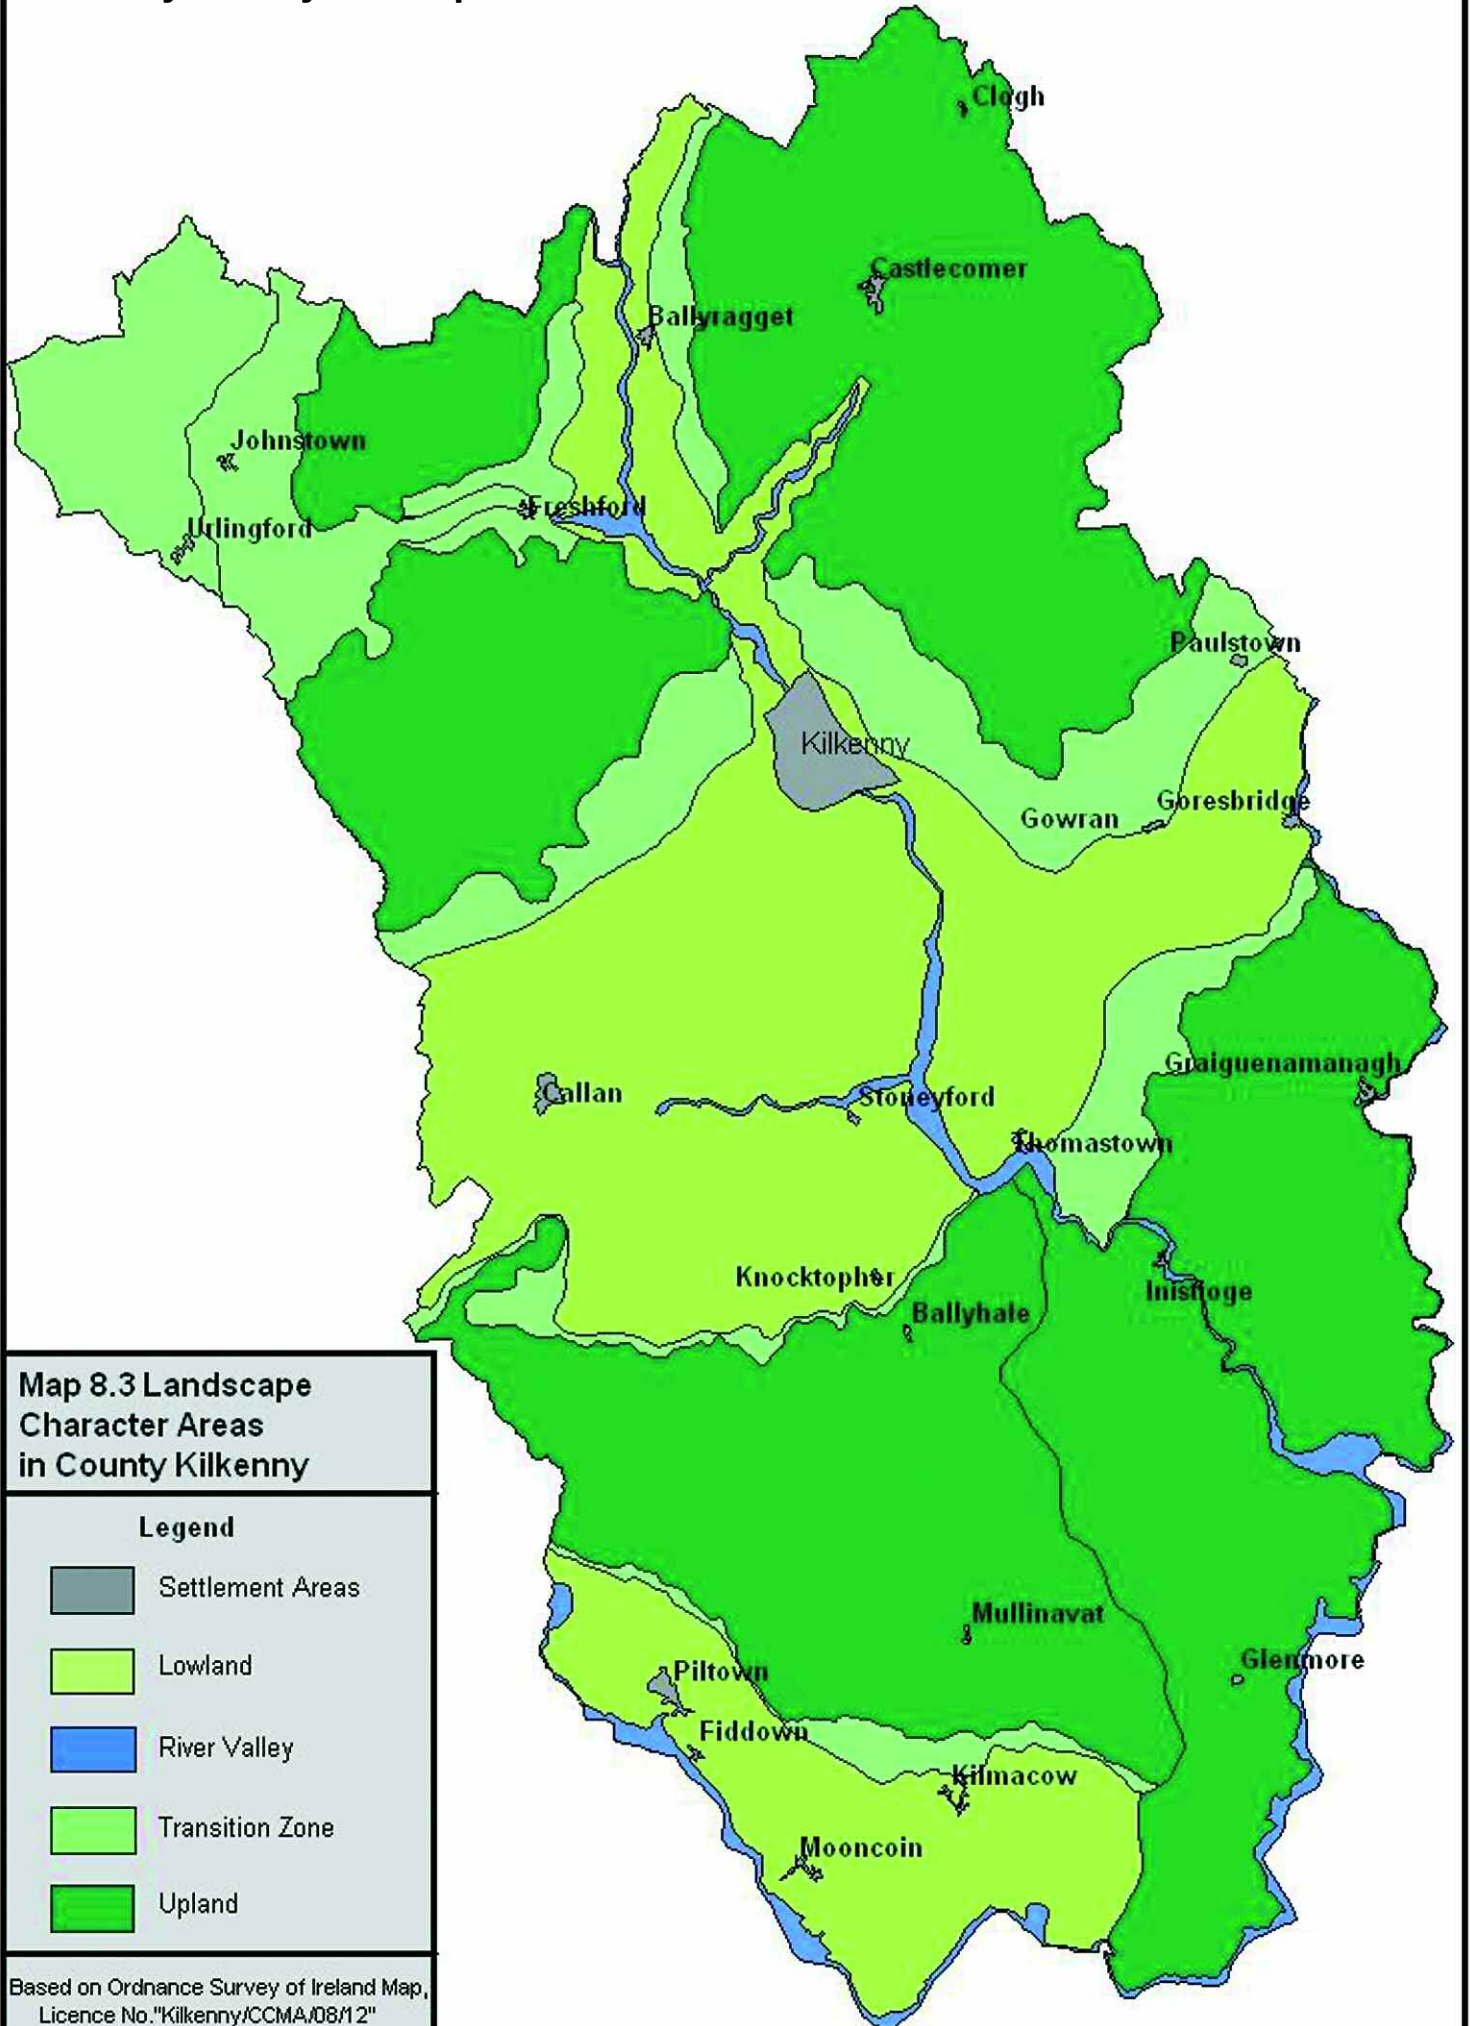 Clogh
Castlecomer
Ballyragget
Johnstown
Freshford
Urlingford
Paulstown
Kilkenny
Goresbridge
Gowran
Graiguenamanagh
Callan
Stoneyford
Thomastown
Knocktopher
Inistioge
Ballyhale
Map 8.3 Landscape
Character Areas
in County Kilkenny
Legend
Settlement Areas
Lowland
River Valley
Transition Zone
Upland
Mullinavat
Glenmore
Piltown
Fiddown
Kilmacow
Mooncoin
Based on Ordnance Survey of Ireland Map,
Licence No."Kilkenny/CCMA/08/12"